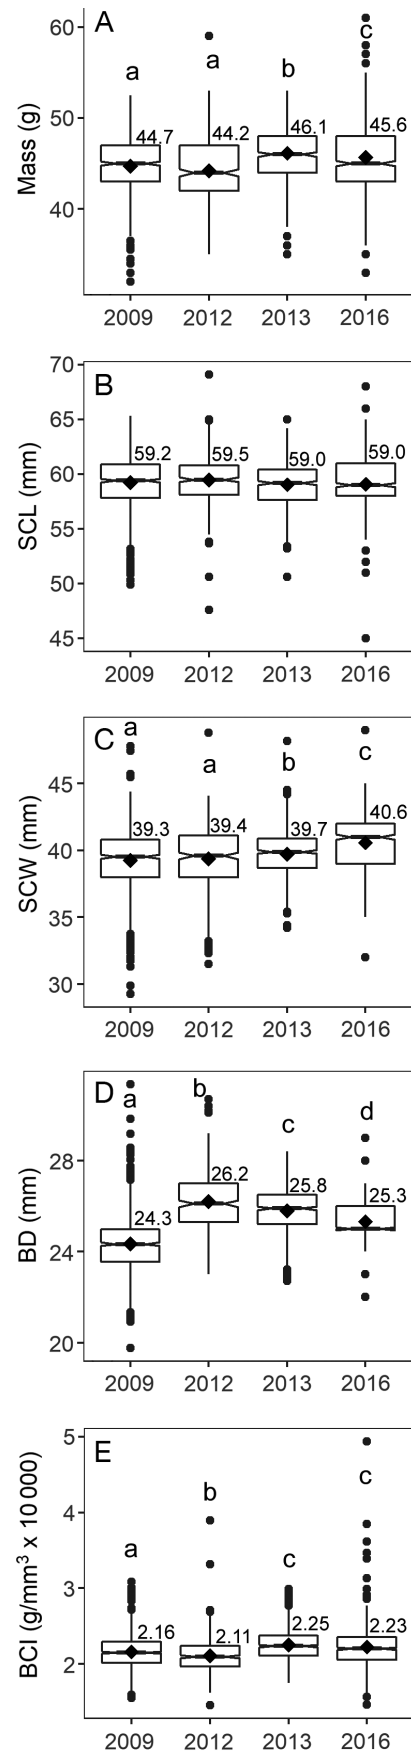 A
Mass (g)
60
50
40
a
a
b
c
44.7
44.2
46.1
45.6
2009
2012
2013
2016
B
SCL (mm)
70
65
60
55
50
45
59.2
59.5
59.0
59.0
2009
2012
2013
2016
C
SCW (mm)
45
40
35
30
a
a
b
c
39.3
39.4
39.7
40.6
2009
2012
2013
2016
D
BD (mm)
28
24
20
a
b
c
d
24.3
26.2
25.8
25.3
2009
2012
2013
2016
E
BCI (g/mm³ x 10 000)
5
4
3
2
a
b
c
c
2.16
2.11
2.25
2.23
2009
2012
2013
2016